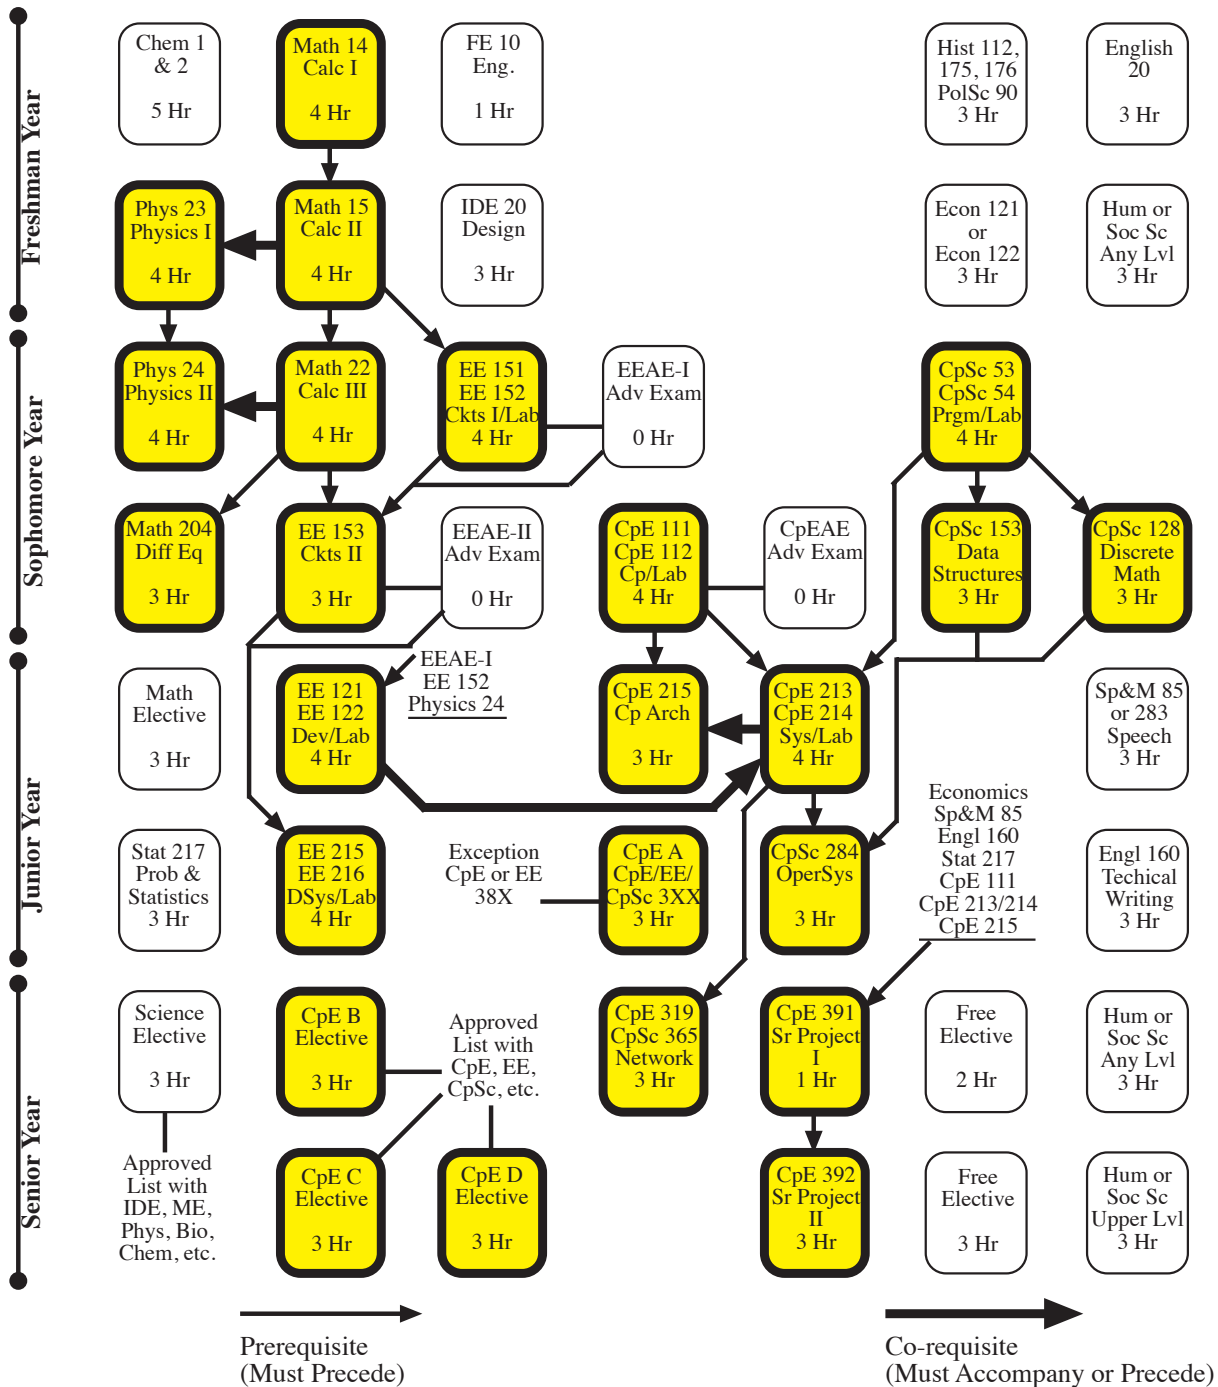 Freshman Year
Chem 1
& 2
5 Hr
Math 14
Calc I
4 Hr
FE 10
Eng.
1 Hr
Hist 112,
175, 176
PolSc 90
3 Hr
English
20
3 Hr
Phys 23
Physics I
4 Hr
Math 15
Calc II
4 Hr
IDE 20
Design
3 Hr
Econ 121
or
Econ 122
3 Hr
Hum or
Soc Sc
Any Lvl
3 Hr
Sophomore Year
Phys 24
Physics II
4 Hr
Math 22
Calc III
4 Hr
EE 151
EE 152
Ckts I/Lab
4 Hr
EEAE-I
Adv Exam
0 Hr
CpSc 53
CpSc 54
Prgm/Lab
4 Hr
Math 204
Diff Eq
3 Hr
EE 153
Ckts II
3 Hr
EEAE-II
Adv Exam
0 Hr
CpE 111
CpE 112
Cp/Lab
4 Hr
CpEAE
Adv Exam
0 Hr
CpSc 153
Data
Structures
3 Hr
CpSc 128
Discrete
Math
3 Hr
Junior Year
Math
Elective
3 Hr
EE 121
EE 122
Dev/Lab
4 Hr
EEAE-I
EE 152
Physics 24
CpE 215
Cp Arch
3 Hr
CpE 213
CpE 214
Sys/Lab
4 Hr
Sp&M 85
or 283
Speech
3 Hr
Stat 217
Prob &
Statistics
3 Hr
EE 215
EE 216
DSys/Lab
4 Hr
Exception
CpE or EE
38X
CpE A
CpE/EE/
CpSc 3XX
3 Hr
CpSc 284
OperSys
3 Hr
Economics
Sp&M 85
Engl 160
Stat 217
CpE 111
CpE 213/214
CpE 215
Engl 160
Techical
Writing
3 Hr
Senior Year
Science
Elective
3 Hr
CpE B
Elective
3 Hr
Approved
List with
CpE, EE,
CpSc, etc.
CpE 319
CpSc 365
Network
3 Hr
CpE 391
Sr Project
I
1 Hr
Free
Elective
2 Hr
Hum or
Soc Sc
Any Lvl
3 Hr
Approved
List with
IDE, ME,
Phys, Bio,
Chem, etc.
CpE C
Elective
3 Hr
CpE D
Elective
3 Hr
CpE 392
Sr Project
II
3 Hr
Free
Elective
3 Hr
Hum or
Soc Sc
Upper Lvl
3 Hr
Prerequisite
(Must Precede)
Co-requisite
(Must Accompany or Precede)